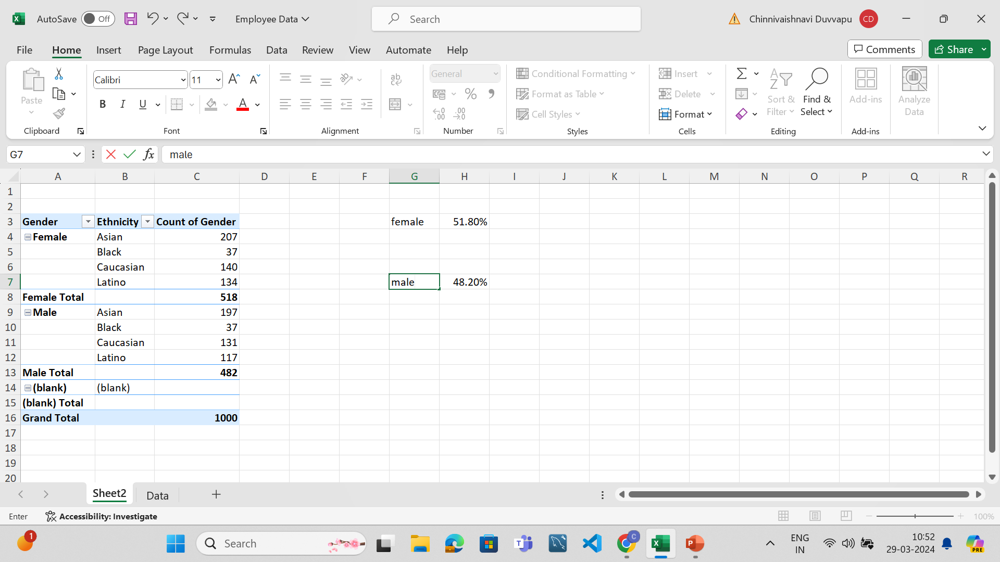 AutoSave Off Employee Data Search Chinnivaishnavi Duvvapu CD
File Home Insert Page Layout Formulas Data Review View Automate Help Comments Share
Paste Calibri 11 General Conditional Formatting Insert Sort & Filter Find & Select Add-ins Analyze Data
B I U Format as Table Delete
Cell Styles Format
Clipboard Font Alignment Number Styles Cells Editing Add-ins
G7 fx male
A B C D E F G H I J K L M N O P Q R
1
2
3 Gender Ethnicity Count of Gender female 51.80%
4 Female Asian 207
5 Black 37
6 Caucasian 140
7 Latino 134 male 48.20%
8 Female Total 518
9 Male Asian 197
10 Black 37
11 Caucasian 131
12 Latino 117
13 Male Total 482
14 (blank) (blank)
15 (blank) Total
16 Grand Total 1000
17
18
19
20
Sheet2 Data
Enter Accessibility: Investigate 100%
1 Search ENG 10:52
IN 29-03-2024 PRE